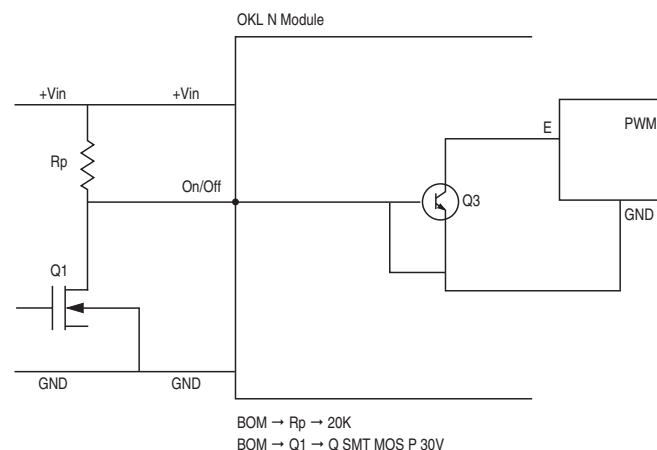 OKL N Module
+Vin
+Vin
E
PWM
Rp
On/Off
Q3
GND
Q1
GND
GND
BOM → Rp → 20K
BOM → Q1 → Q SMT MOS P 30V